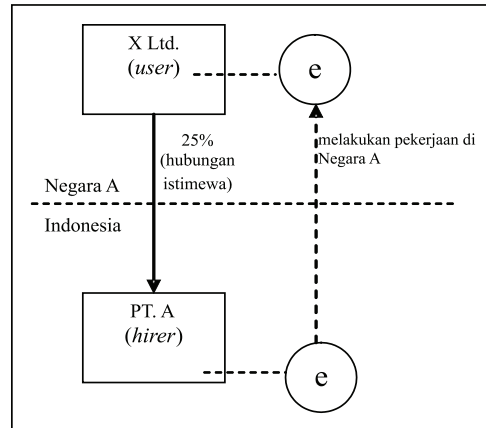 X Ltd.
(user)
e
25%
(hubungan
istimewa)
melakukan pekerjaan di
Negara A
Negara A
Indonesia
PT. A
(hirer)
e